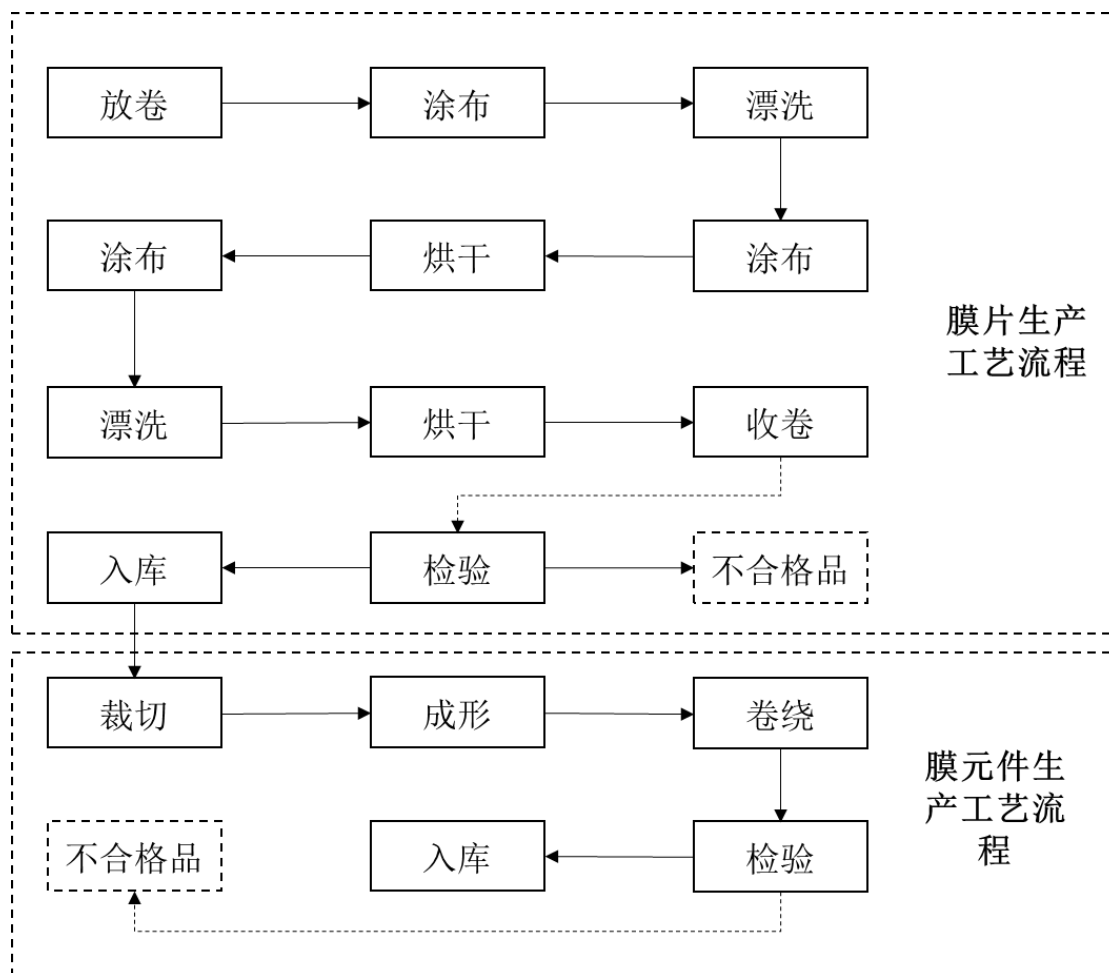 放卷
涂布
漂洗
涂布
烘干
涂布
膜片生产
工艺流程
漂洗
烘干
收卷
入库
检验
不合格品
裁切
成形
卷绕
膜元件生
产工艺流
程
不合格品
入库
检验